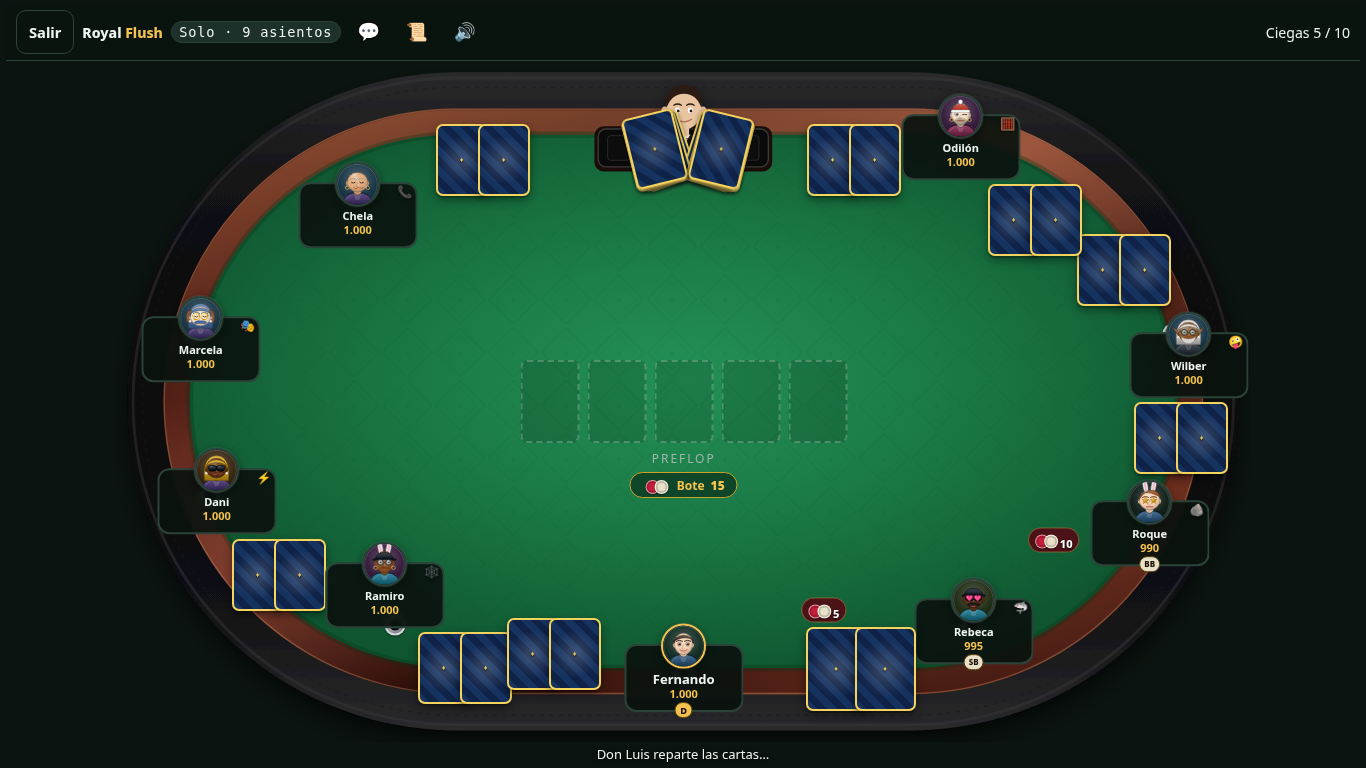 Salir
Royal Flush
Solo · 9 asientos
Ciegas 5 / 10
Odilón
1.000
Chela
1.000
Marcela
1.000
Wilber
1.000
Dani
1.000
PREFLOP
Bote 15
Roque
990
BB
10
Ramiro
1.000
5
Rebeca
995
SB
Fernando
1.000
D
Don Luis reparte las cartas…